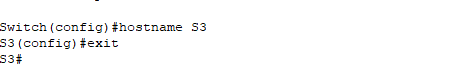 Switch(config)#hostname S3
S3(config)#exit
S3#